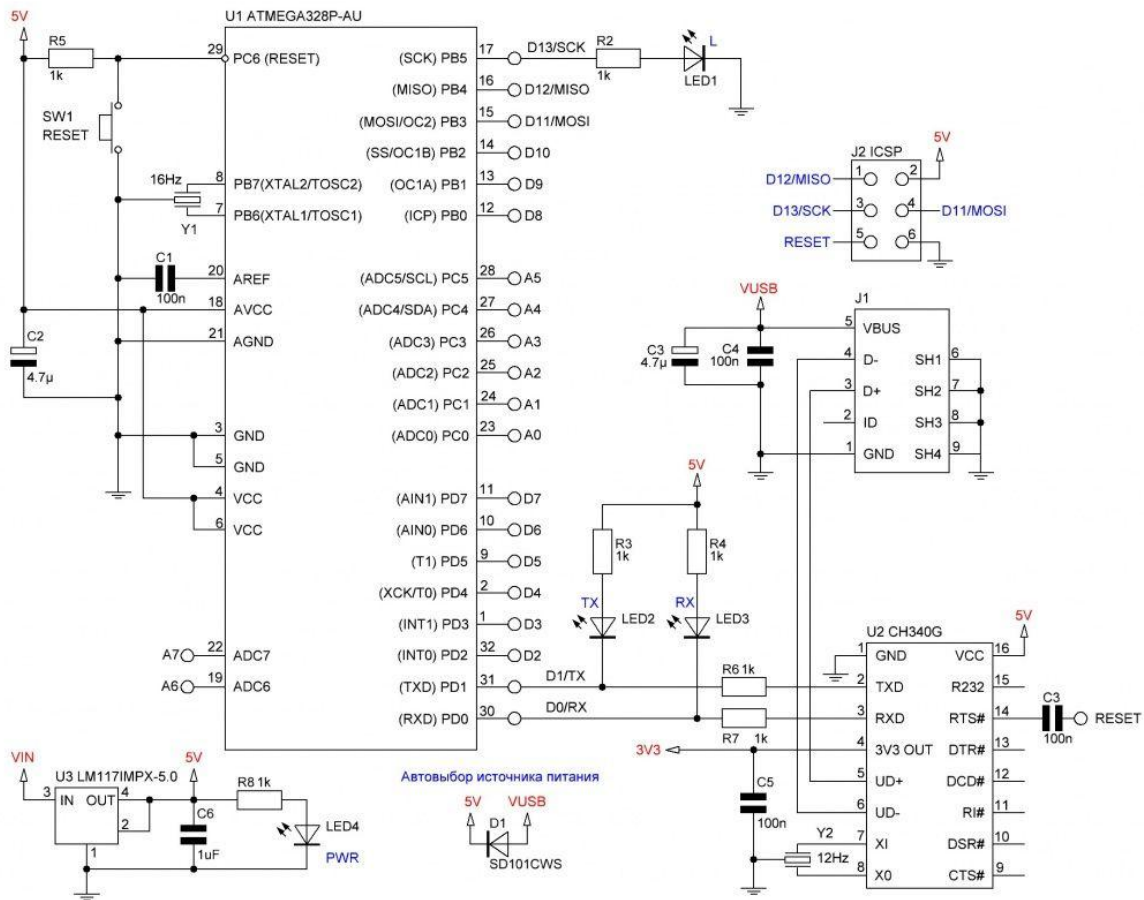 U1 ATMEGA328P-AU
5V
R5
1k
SW1
RESET
29 PC6 (RESET)
16Hz
8 PB7(XTAL2/TOSC2)
7 PB6(XTAL1/TOSC1)
Y1
C1
100n
20 AREF
18 AVCC
21 AGND
C2
4.7µ
3 GND
5 GND
4 VCC
6 VCC
A7 22 ADC7
A6 19 ADC6
(SCK) PB5 17 D13/SCK
R2
1k
L
LED1
(MISO) PB4 16 D12/MISO
(MOSI/OC2) PB3 15 D11/MOSI
(SS/OC1B) PB2 14 D10
(OC1A) PB1 13 D9
(ICP) PB0 12 D8
(ADC5/SCL) PC5 28 A5
(ADC4/SDA) PC4 27 A4
(ADC3) PC3 26 A3
(ADC2) PC2 25 A2
(ADC1) PC1 24 A1
(ADC0) PC0 23 A0
(AIN1) PD7 11 D7
(AIN0) PD6 10 D6
(T1) PD5 9 D5
(XCK/T0) PD4 2 D4
(INT1) PD3 1 D3
(INT0) PD2 32 D2
(TXD) PD1 31 D1/TX
(RXD) PD0 30 D0/RX
5V
J2 ICSP
D12/MISO 1 2
D13/SCK 3 4 D11/MOSI
RESET 5 6
VUSB
J1
C3
4.7µ
C4
100n
5 VBUS
4 D-
3 D+
2 ID
1 GND
SH1 6
SH2 7
SH3 8
SH4 9
5V
R3
1k
R4
1k
TX
LED2
RX
LED3
R6 1k
R7 1k
U2 CH340G
5V
1 GND VCC 16
2 TXD R232 15
3 RXD RTS# 14
4 3V3 OUT DTR# 13
5 UD+ DCD# 12
6 UD- RI# 11
7 XI DSR# 10
8 X0 CTS# 9
C3
100n
RESET
3V3
C5
100n
Y2
12Hz
VIN
U3 LM117IMPX-5.0
3 IN OUT 4
2
1
5V
R8 1k
C6
1uF
LED4
PWR
Автовыбор источника питания
5V
VUSB
D1
SD101CWS